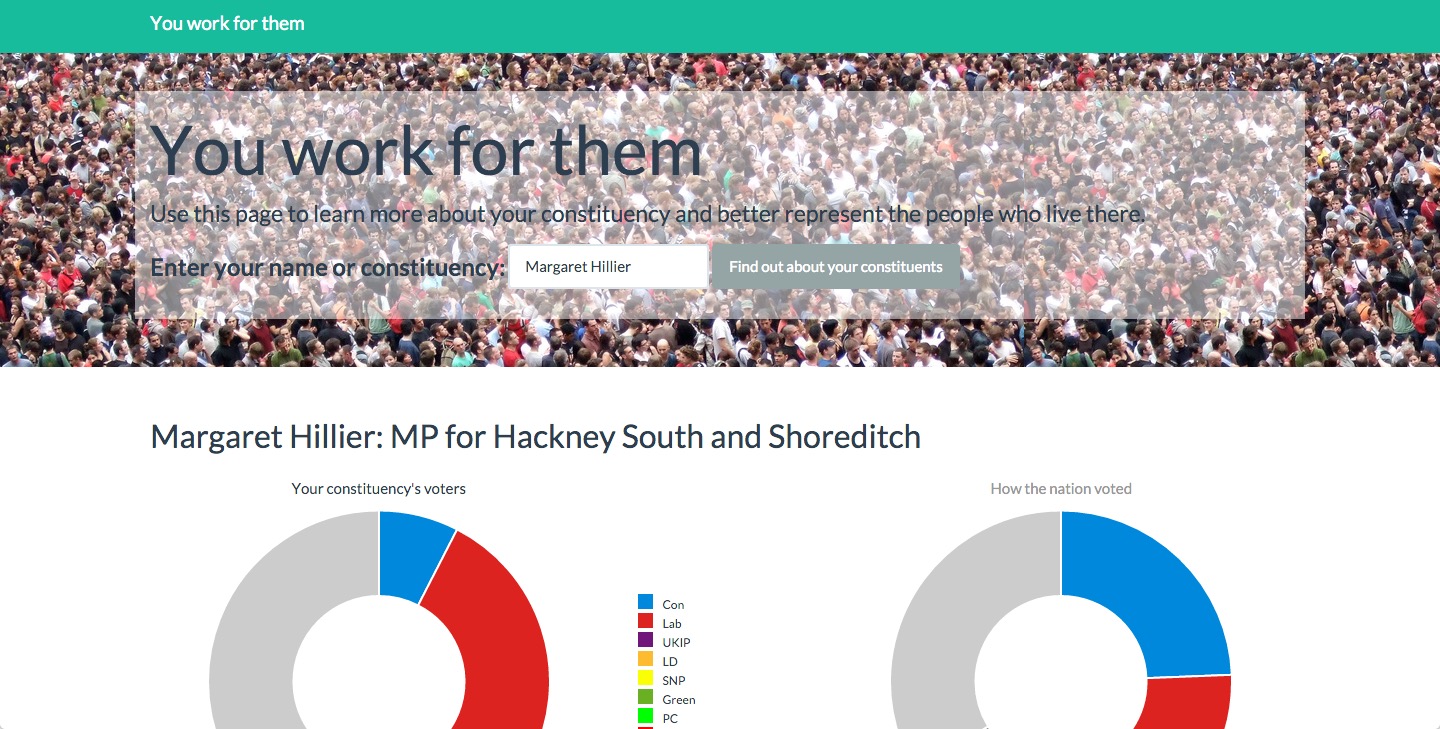 You work for them
You work for them
Use this page to learn more about your constituency and better represent the people who live there.
Enter your name or constituency: Margaret Hillier Find out about your constituents
Margaret Hillier: MP for Hackney South and Shoreditch
Your constituency's voters
How the nation voted
Con
Lab
UKIP
LD
SNP
Green
PC